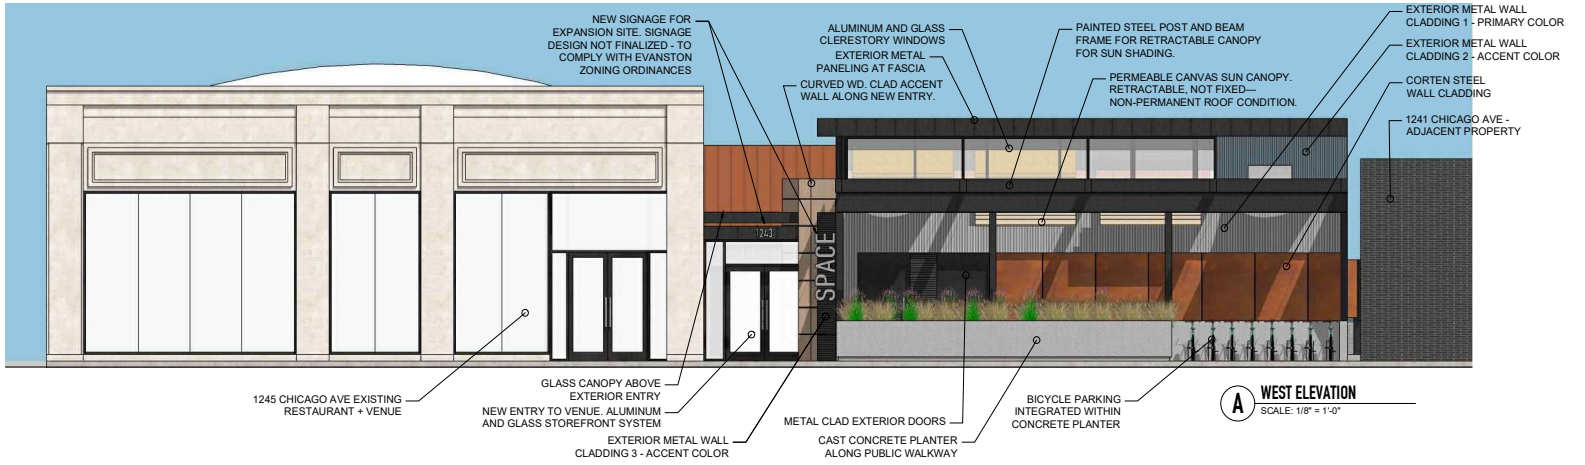 NEW SIGNAGE FOR
EXPANSION SITE. SIGNAGE
DESIGN NOT FINALIZED - TO
COMPLY WITH EVANSTON
ZONING ORDINANCES
ALUMINUM AND GLASS
CLERESTORY WINDOWS
EXTERIOR METAL
PANELING AT FASCIA
CURVED WD. CLAD ACCENT
WALL ALONG NEW ENTRY.
PAINTED STEEL POST AND BEAM
FRAME FOR RETRACTABLE CANOPY
FOR SUN SHADING.
PERMEABLE CANVAS SUN CANOPY.
RETRACTABLE, NOT FIXED—
NON-PERMANENT ROOF CONDITION.
EXTERIOR METAL WALL
CLADDING 1 - PRIMARY COLOR
EXTERIOR METAL WALL
CLADDING 2 - ACCENT COLOR
CORTEN STEEL
WALL CLADDING
1241 CHICAGO AVE -
ADJACENT PROPERTY
1243
SPACE
1245 CHICAGO AVE EXISTING
RESTAURANT + VENUE
GLASS CANOPY ABOVE
EXTERIOR ENTRY
NEW ENTRY TO VENUE. ALUMINUM
AND GLASS STOREFRONT SYSTEM
EXTERIOR METAL WALL
CLADDING 3 - ACCENT COLOR
METAL CLAD EXTERIOR DOORS
CAST CONCRETE PLANTER
ALONG PUBLIC WALKWAY
BICYCLE PARKING
INTEGRATED WITHIN
CONCRETE PLANTER
A
WEST ELEVATION
SCALE: 1/8" = 1'-0"